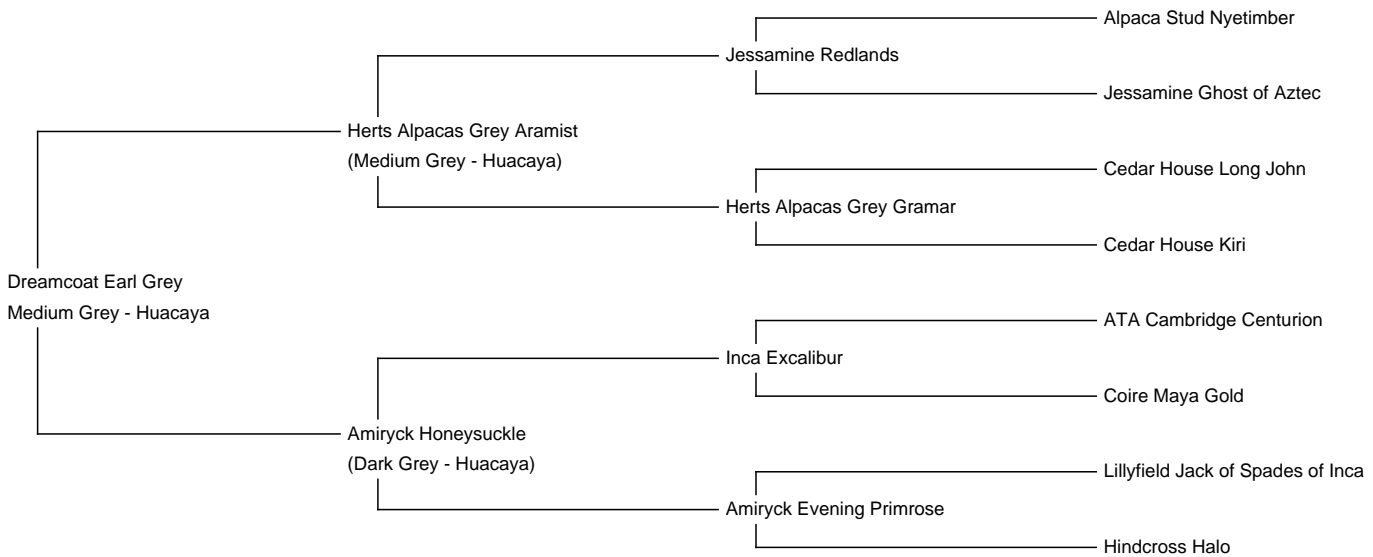 Alpaca Stud Nyetimber
Jessamine Redlands
Jessamine Ghost of Aztec
Herts Alpacas Grey Aramist
(Medium Grey - Huacaya)
Cedar House Long John
Herts Alpacas Grey Gramar
Cedar House Kiri
Dreamcoat Earl Grey
Medium Grey - Huacaya
ATA Cambridge Centurion
Inca Excalibur
Coire Maya Gold
Amiryck Honeysuckle
(Dark Grey - Huacaya)
Lillyfield Jack of Spades of Inca
Amiryck Evening Primrose
Hindcross Halo